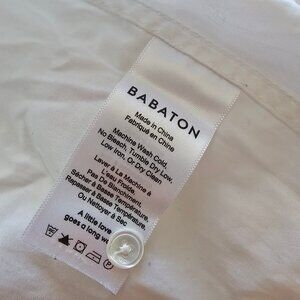 BABATON
Made in China
Fabriqué en Chine
Machine Wash Cold,
No Bleach, Tumble Dry Low,
Low Iron, Or Dry Clean
Laver À La Machine À
L'eau Froide,
Pas De Blanchiment,
Sécher À Basse Température,
Repasser À Basse Température,
Ou Nettoyer À Sec
A little love
goes a long